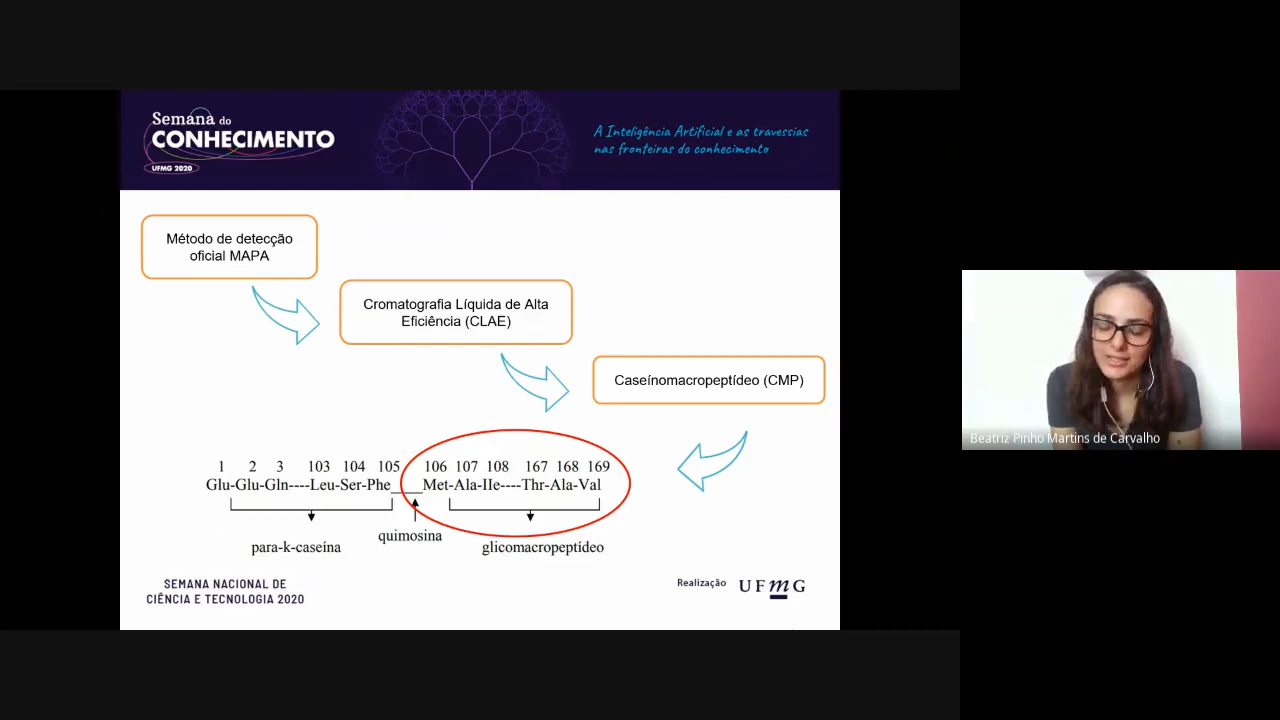 Semana do
CONHECIMENTO
UFMG 2020
A Inteligência Artificial e as travessias
nas fronteiras do conhecimento
Método de detecção
oficial MAPA
Cromatografia Líquida de Alta
Eficiência (CLAE)
Caseínomacropeptídeo (CMP)
1 2 3 103 104 105 106 107 108 167 168 169
Glu-Glu-Gln----Leu-Ser-Phe___Met-Ala-IIe----Thr-Ala-Val
quimosina
para-k-caseína
glicomacropeptídeo
SEMANA NACIONAL DE
CIÊNCIA E TECNOLOGIA 2020
Realização
UFmG
Beatriz Pinho Martins de Carvalho